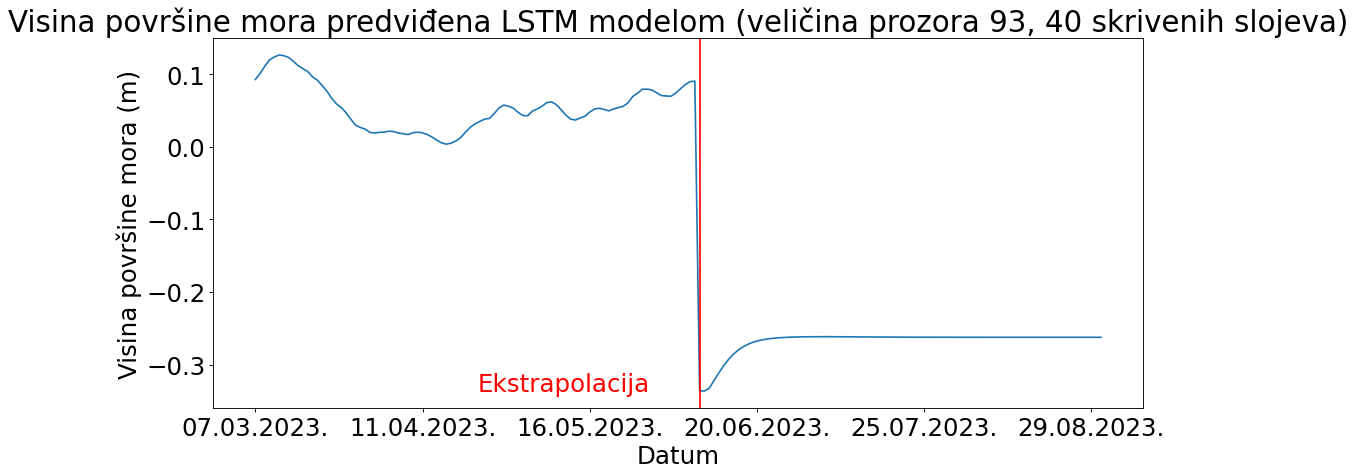 Visina površine mora predviđena LSTM modelom (veličina prozora 93, 40 skrivenih slojeva)
Visina površine mora (m)
0.1
0.0
−0.1
−0.2
−0.3
Ekstrapolacija
07.03.2023. 11.04.2023. 16.05.2023. 20.06.2023. 25.07.2023. 29.08.2023.
Datum